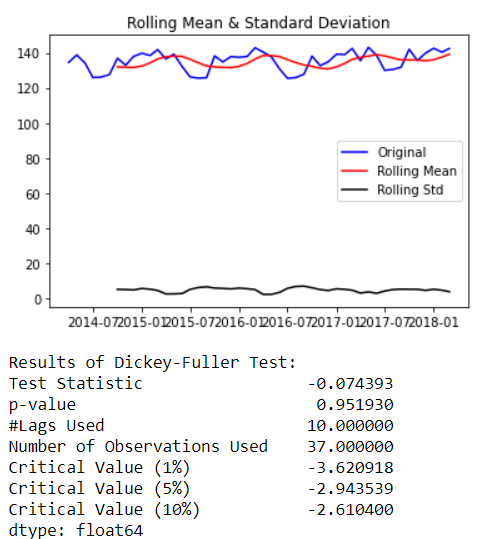 Rolling Mean & Standard Deviation
140
120
100
80
60
40
20
0
Original
Rolling Mean
Rolling Std
2014-07 2015-01 2015-07 2016-01 2016-07 2017-01 2017-07 2018-01
Results of Dickey-Fuller Test:
Test Statistic -0.074393
p-value 0.951930
#Lags Used 10.000000
Number of Observations Used 37.000000
Critical Value (1%) -3.620918
Critical Value (5%) -2.943539
Critical Value (10%) -2.610400
dtype: float64